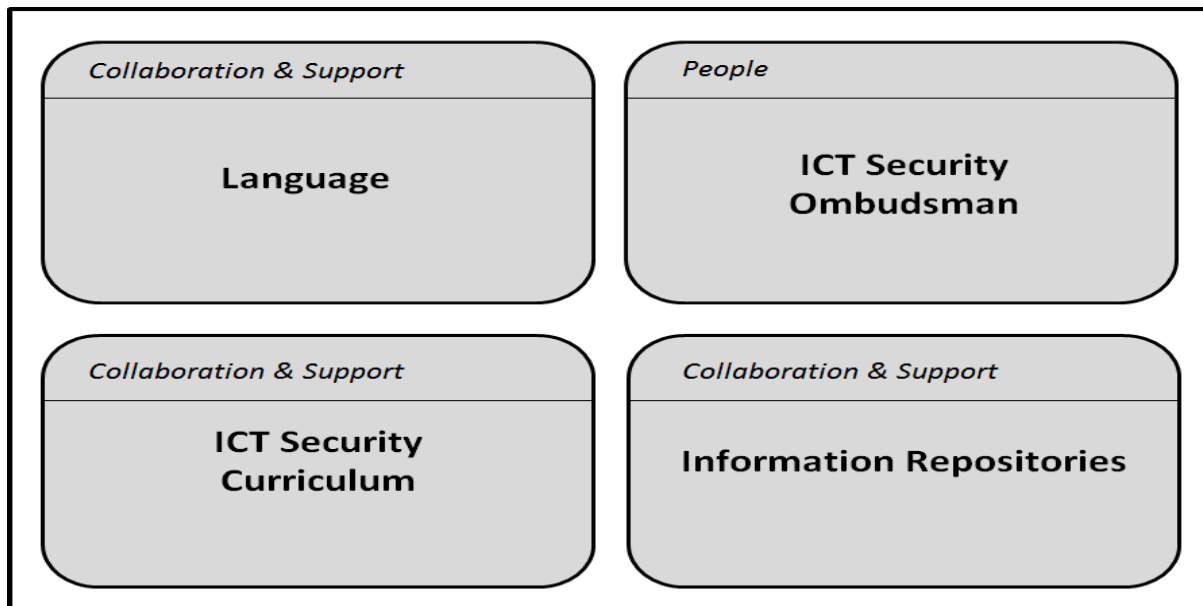 Collaboration & Support
Language
People
ICT Security
Ombudsman
Collaboration & Support
ICT Security
Curriculum
Collaboration & Support
Information Repositories